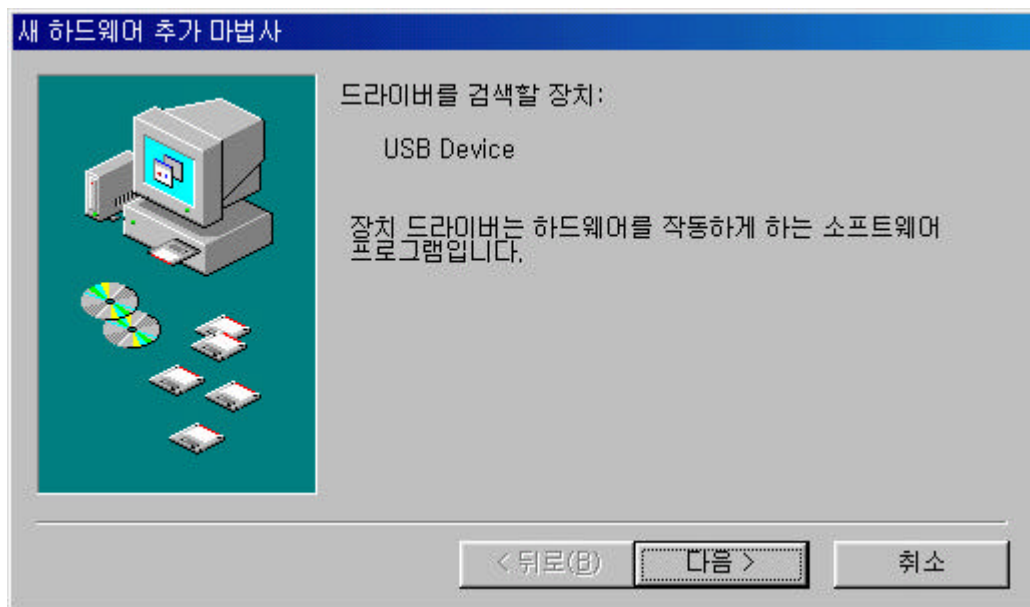 새 하드웨어 추가 마법사
드라이버를 검색할 장치:
USB Device
장치 드라이버는 하드웨어를 작동하게 하는 소프트웨어
프로그램입니다.
< 뒤로(B)
다음 >
취소